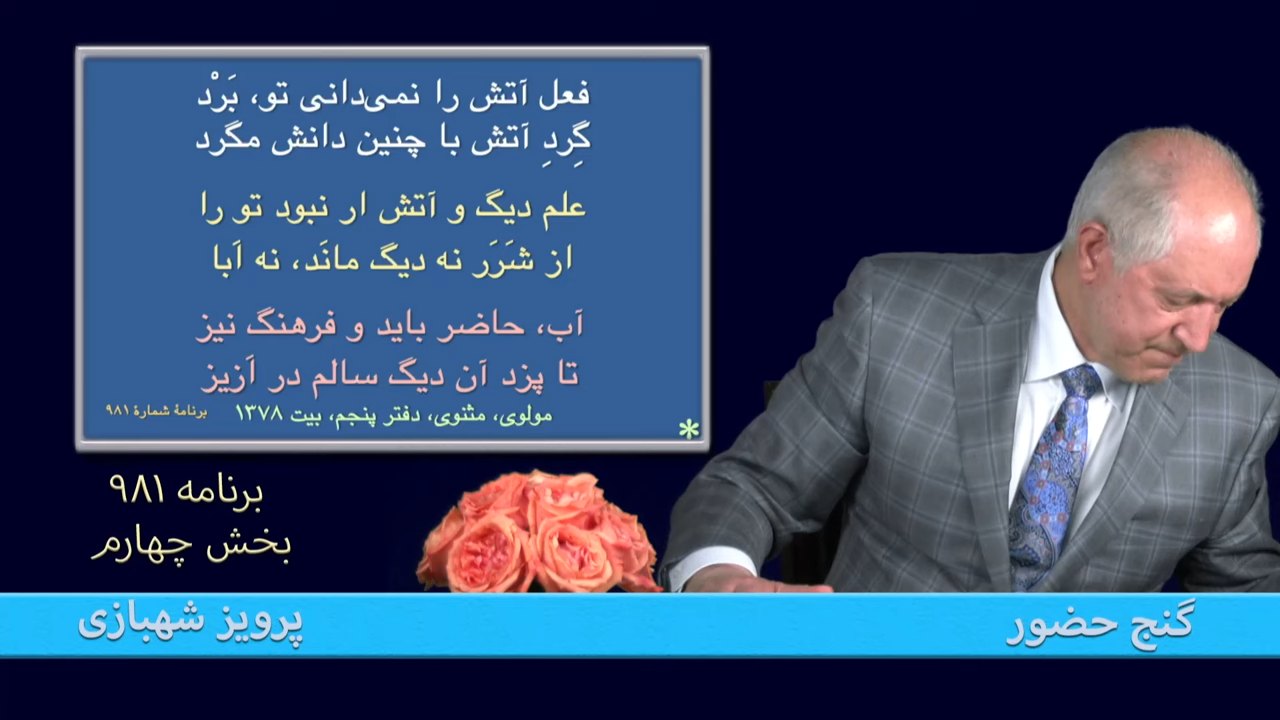 فعل آتش را نمی‌دانی تو، بَرْد
گِردِ آتش با چنین دانش مگرد
علم دیگ و آتش ار نبود تو را
از شَرَر نه دیگ مانَد، نه اَبا
آب، حاضر باید و فرهنگ نیز
تا پزد آن دیگ سالم در اَزیز
مولوی، مثنوی، دفتر پنجم، بیت ۱۳۷۸
برنامهٔ شمارهٔ ۹۸۱
*
برنامه ۹۸۱
بخش چهارم
گنج حضور
پرویز شهبازی